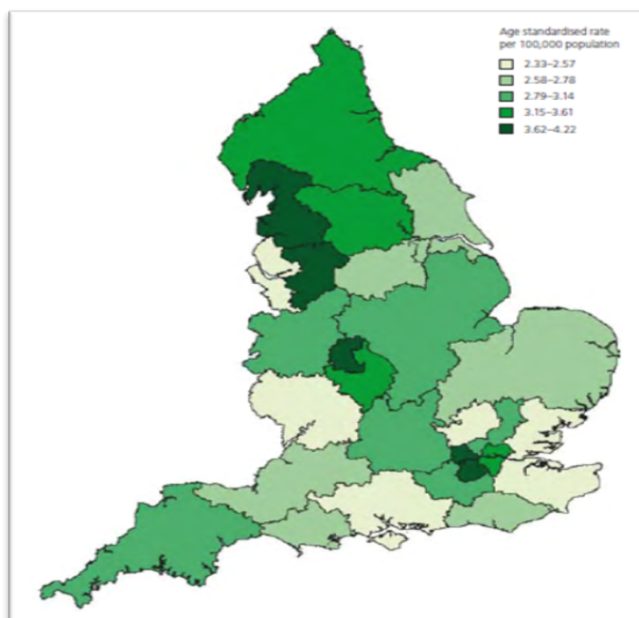 Age standardised rate
per 100,000 population
2.33–2.57
2.58–2.78
2.79–3.14
3.15–3.61
3.62–4.22